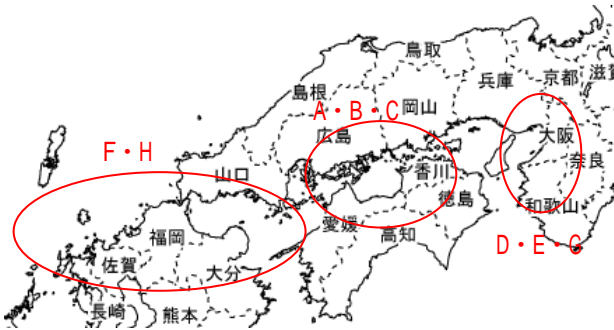 鳥取
京都
滋賀
兵庫
島根
岡山
A・B・C
広島
大阪
F・H
奈良
山口
香川
徳島
和歌山
愛媛
福岡
高知
D・E・C
佐賀
大分
長崎
熊本